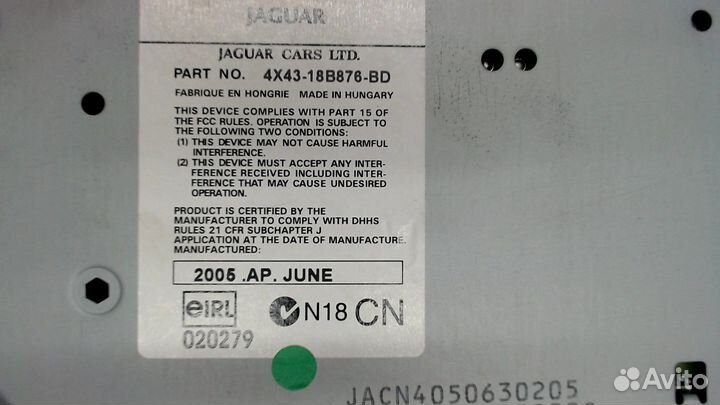 JAGUAR
JAGUAR CARS LTD.
PART NO. 4X43-18B876-BD
FABRIQUE EN HONGRIE MADE IN HUNGARY
THIS DEVICE COMPLIES WITH PART 15 OF
THE FCC RULES. OPERATION IS SUBJECT TO
THE FOLLOWING TWO CONDITIONS:
(1) THIS DEVICE MAY NOT CAUSE HARMFUL
INTERFERENCE.
(2) THIS DEVICE MUST ACCEPT ANY INTER-
FERENCE RECEIVED INCLUDING INTER-
FERENCE THAT MAY CAUSE UNDESIRED
OPERATION.
PRODUCT IS CERTIFIED BY THE
MANUFACTURER TO COMPLY WITH DHHS
RULES 21 CFR SUBCHAPTER J
APPLICATION AT THE DATE OF MANUFACTURE.
MANUFACTURED:
2005 .AP. JUNE
eIRL N18 CN
020279
JACN4050630205
Avito